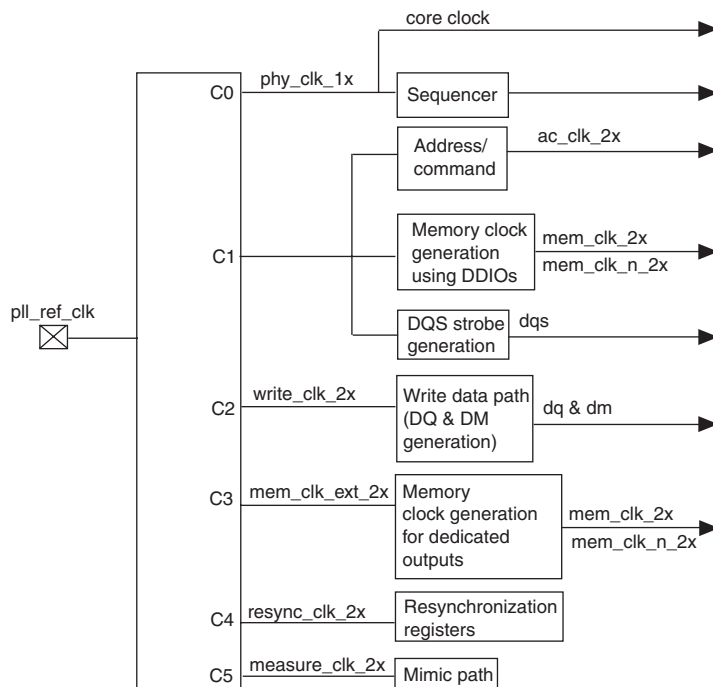 core clock
C0
phy_clk_1x
Sequencer
Address/
command
ac_clk_2x
C1
Memory clock
generation
using DDIOs
mem_clk_2x
mem_clk_n_2x
pll_ref_clk
DQS strobe
generation
dqs
C2
write_clk_2x
Write data path
(DQ & DM
generation)
dq & dm
C3
mem_clk_ext_2x
Memory
clock generation
for dedicated
outputs
mem_clk_2x
mem_clk_n_2x
C4
resync_clk_2x
Resynchronization
registers
C5
measure_clk_2x
Mimic path